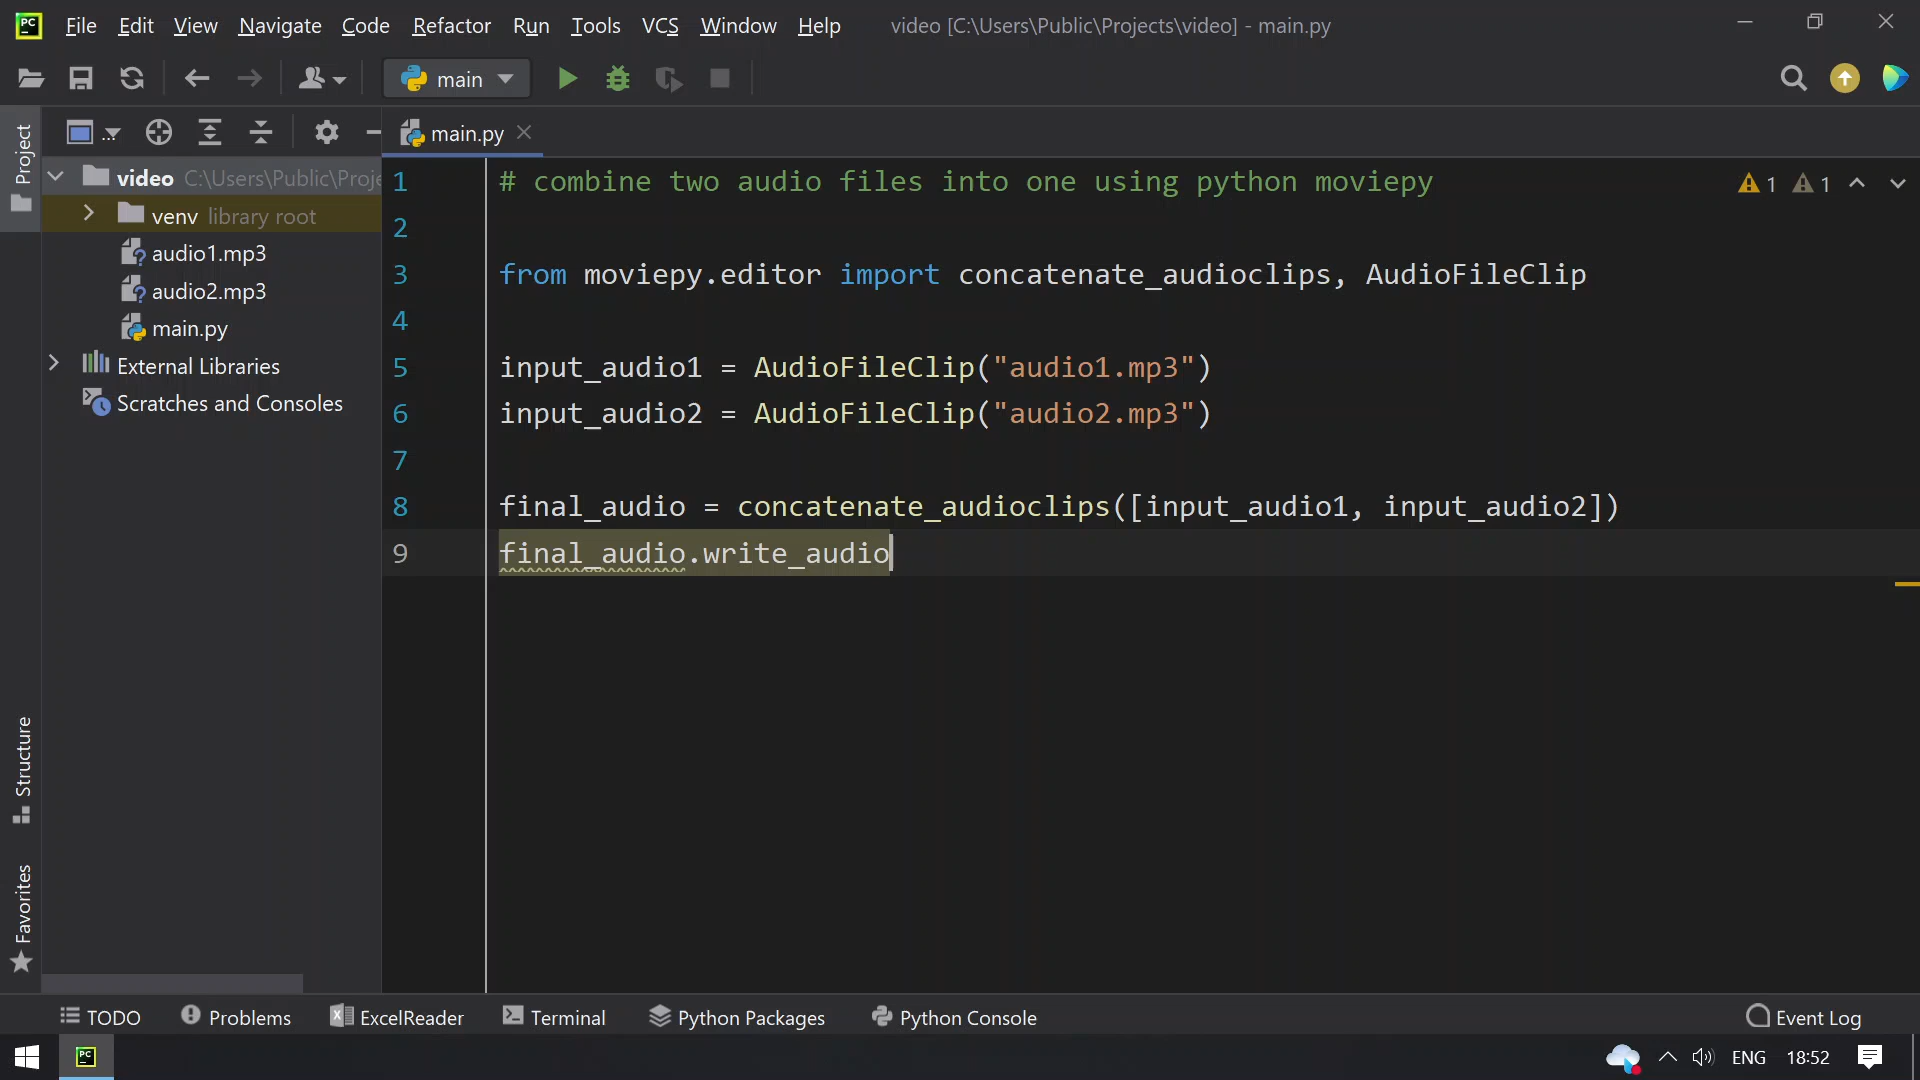 PC
File Edit View Navigate Code Refactor Run Tools VCS Window Help video [C:\Users\Public\Projects\video] - main.py
main
Project
... main.py
video C:\Users\Public\Proje
venv library root
audio1.mp3
audio2.mp3
main.py
External Libraries
Scratches and Consoles
1 # combine two audio files into one using python moviepy
1 1
2
3 from moviepy.editor import concatenate_audioclips, AudioFileClip
4
5 input_audio1 = AudioFileClip("audio1.mp3")
6 input_audio2 = AudioFileClip("audio2.mp3")
7
8 final_audio = concatenate_audioclips([input_audio1, input_audio2])
9 final_audio.write_audio
Structure
Favorites
TODO Problems ExcelReader Terminal Python Packages Python Console Event Log
PC ENG 18:52